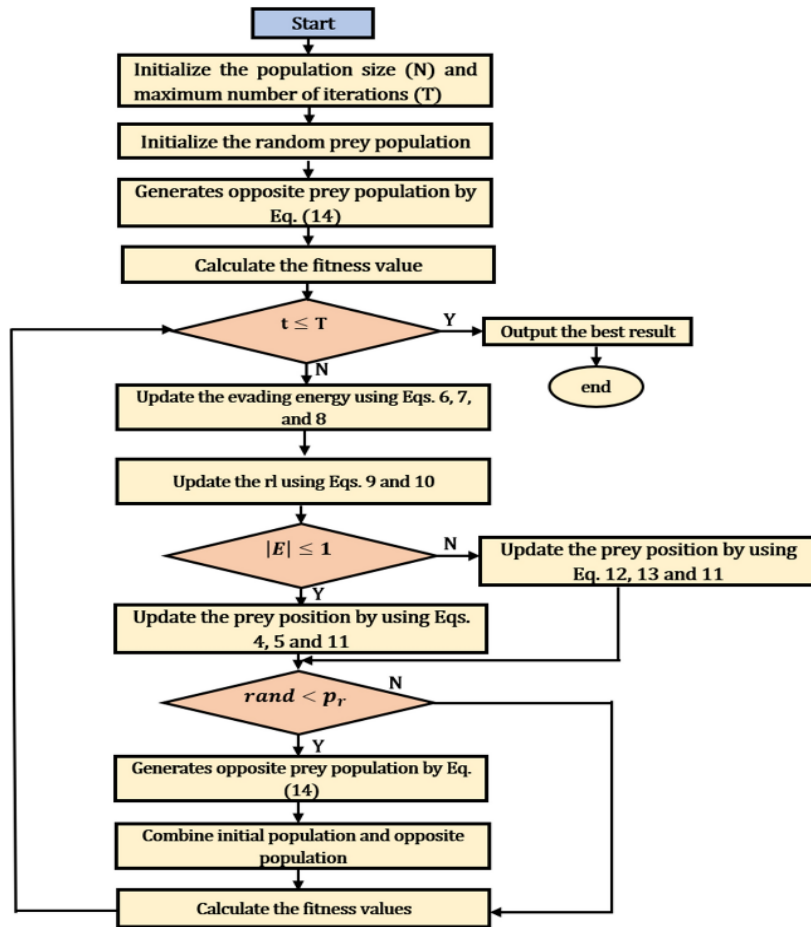 Start
Initialize the population size (N) and
maximum number of iterations (T)
Initialize the random prey population
Generates opposite prey population by
Eq. (14)
Calculate the fitness value
t ≤ T
Y
Output the best result
N
end
Update the evading energy using Eqs. 6, 7,
and 8
Update the rl using Eqs. 9 and 10
|E| ≤ 1
N
Update the prey position by using
Eq. 12, 13 and 11
Y
Update the prey position by using Eqs.
4, 5 and 11
rand < pᵣ
N
Y
Generates opposite prey population by Eq.
(14)
Combine initial population and opposite
population
Calculate the fitness values